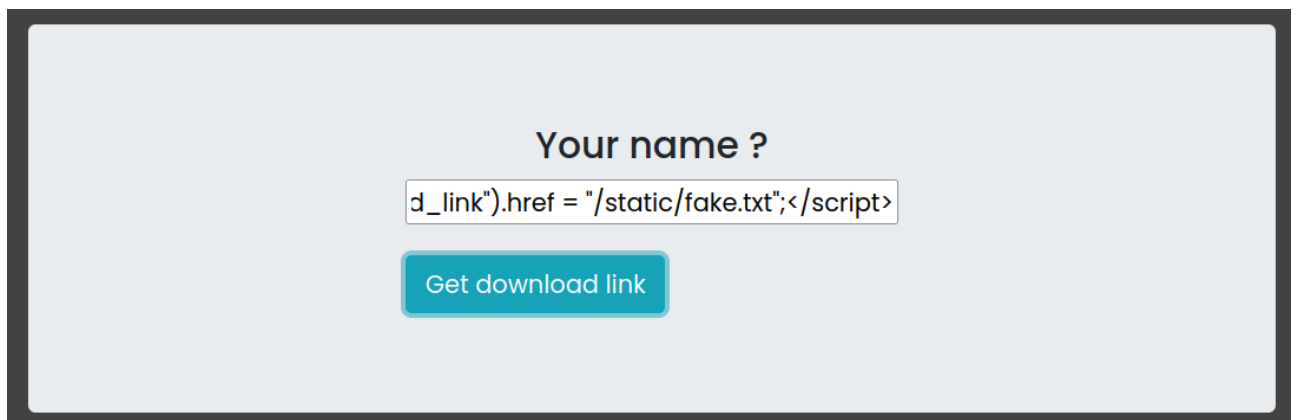 Your name ?
d_link").href = "/static/fake.txt";</script>
Get download link